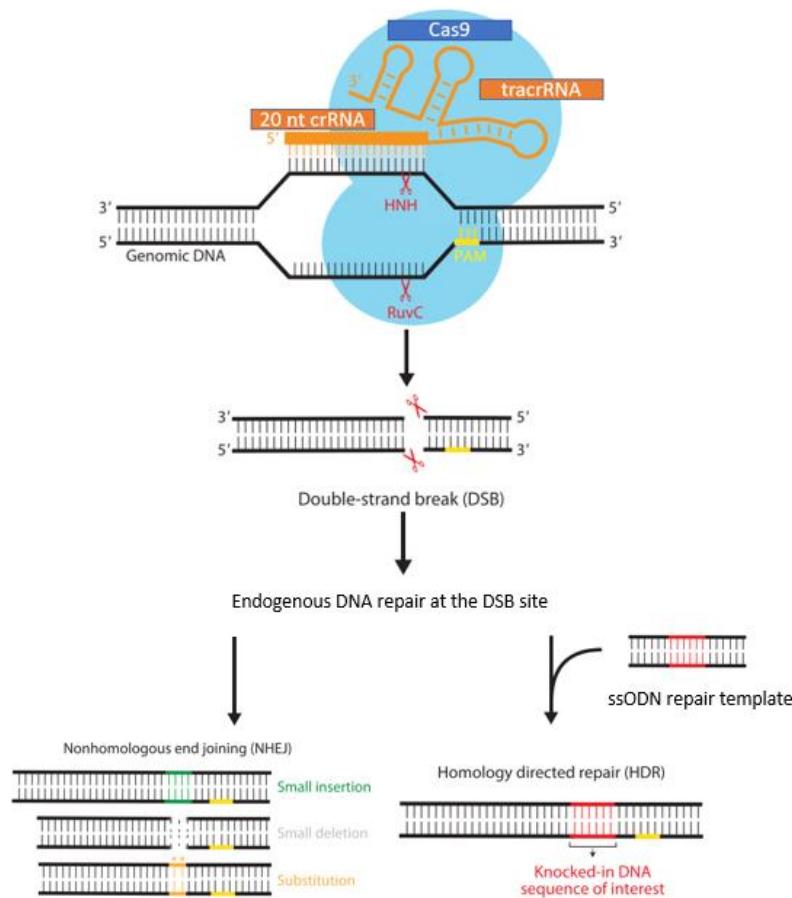 Cas9
3'
tracrRNA
20 nt crRNA
5'
HNH
3'
5'
5'
3'
Genomic DNA
PAM
RuvC
3'
5'
5'
3'
Double-strand break (DSB)
Endogenous DNA repair at the DSB site
ssODN repair template
Nonhomologous end joining (NHEJ)
Small insertion
Small deletion
Substitution
Homology directed repair (HDR)
Knocked-in DNA
sequence of interest